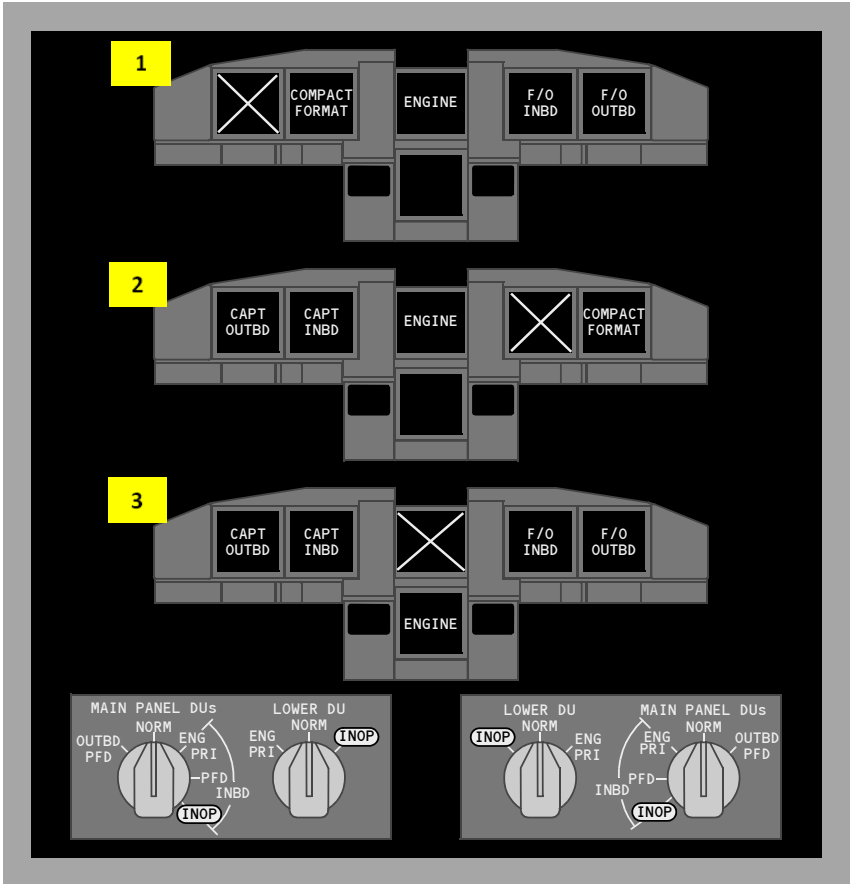 1
COMPACT
FORMAT
ENGINE
F/O
INBD
F/O
OUTBD
2
CAPT
OUTBD
CAPT
INBD
ENGINE
COMPACT
FORMAT
3
CAPT
OUTBD
CAPT
INBD
F/O
INBD
F/O
OUTBD
ENGINE
MAIN PANEL DUs
NORM
OUTBD
PFD
ENG
PRI
PFD
INBD
INOP
LOWER DU
NORM
ENG
PRI
INOP
LOWER DU
NORM
INOP
ENG
PRI
MAIN PANEL DUs
NORM
ENG
PRI
OUTBD
PFD
PFD
INBD
INOP